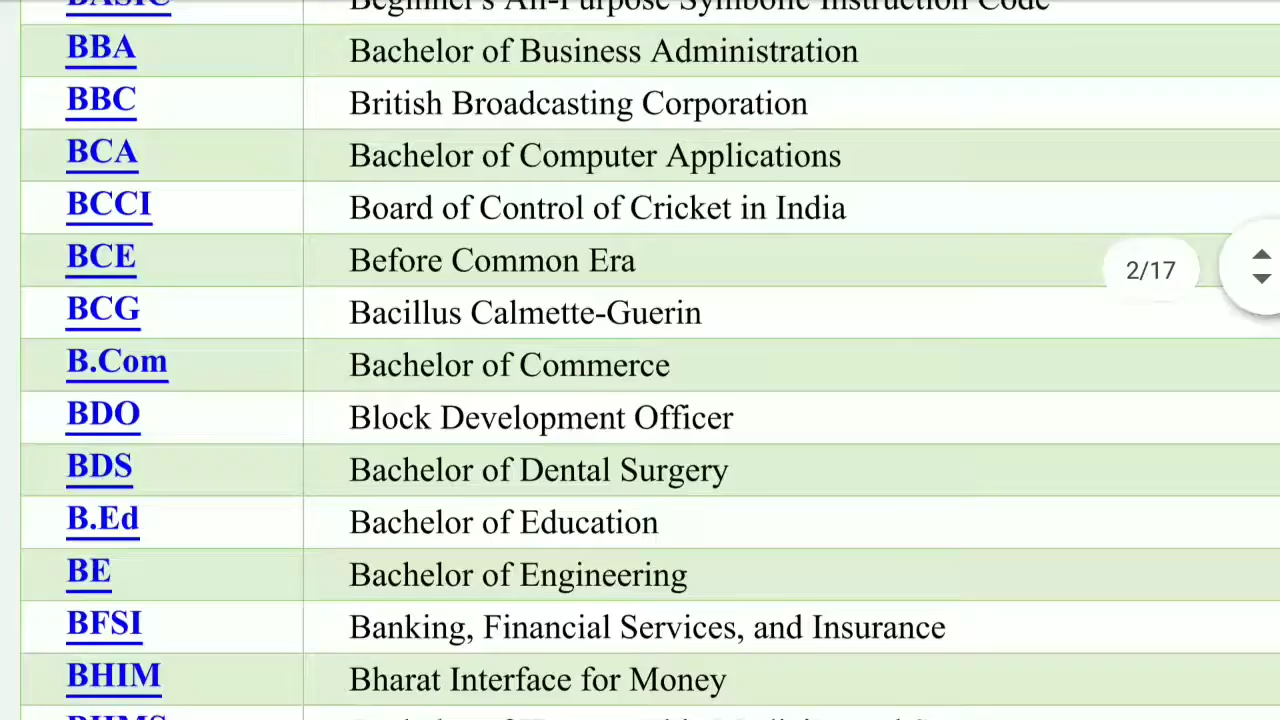 BASIC Beginner's All-Purpose Symbolic Instruction Code
BBA Bachelor of Business Administration
BBC British Broadcasting Corporation
BCA Bachelor of Computer Applications
BCCI Board of Control of Cricket in India
BCE Before Common Era
2/17
BCG Bacillus Calmette-Guerin
B.Com Bachelor of Commerce
BDO Block Development Officer
BDS Bachelor of Dental Surgery
B.Ed Bachelor of Education
BE Bachelor of Engineering
BFSI Banking, Financial Services, and Insurance
BHIM Bharat Interface for Money
BHMS